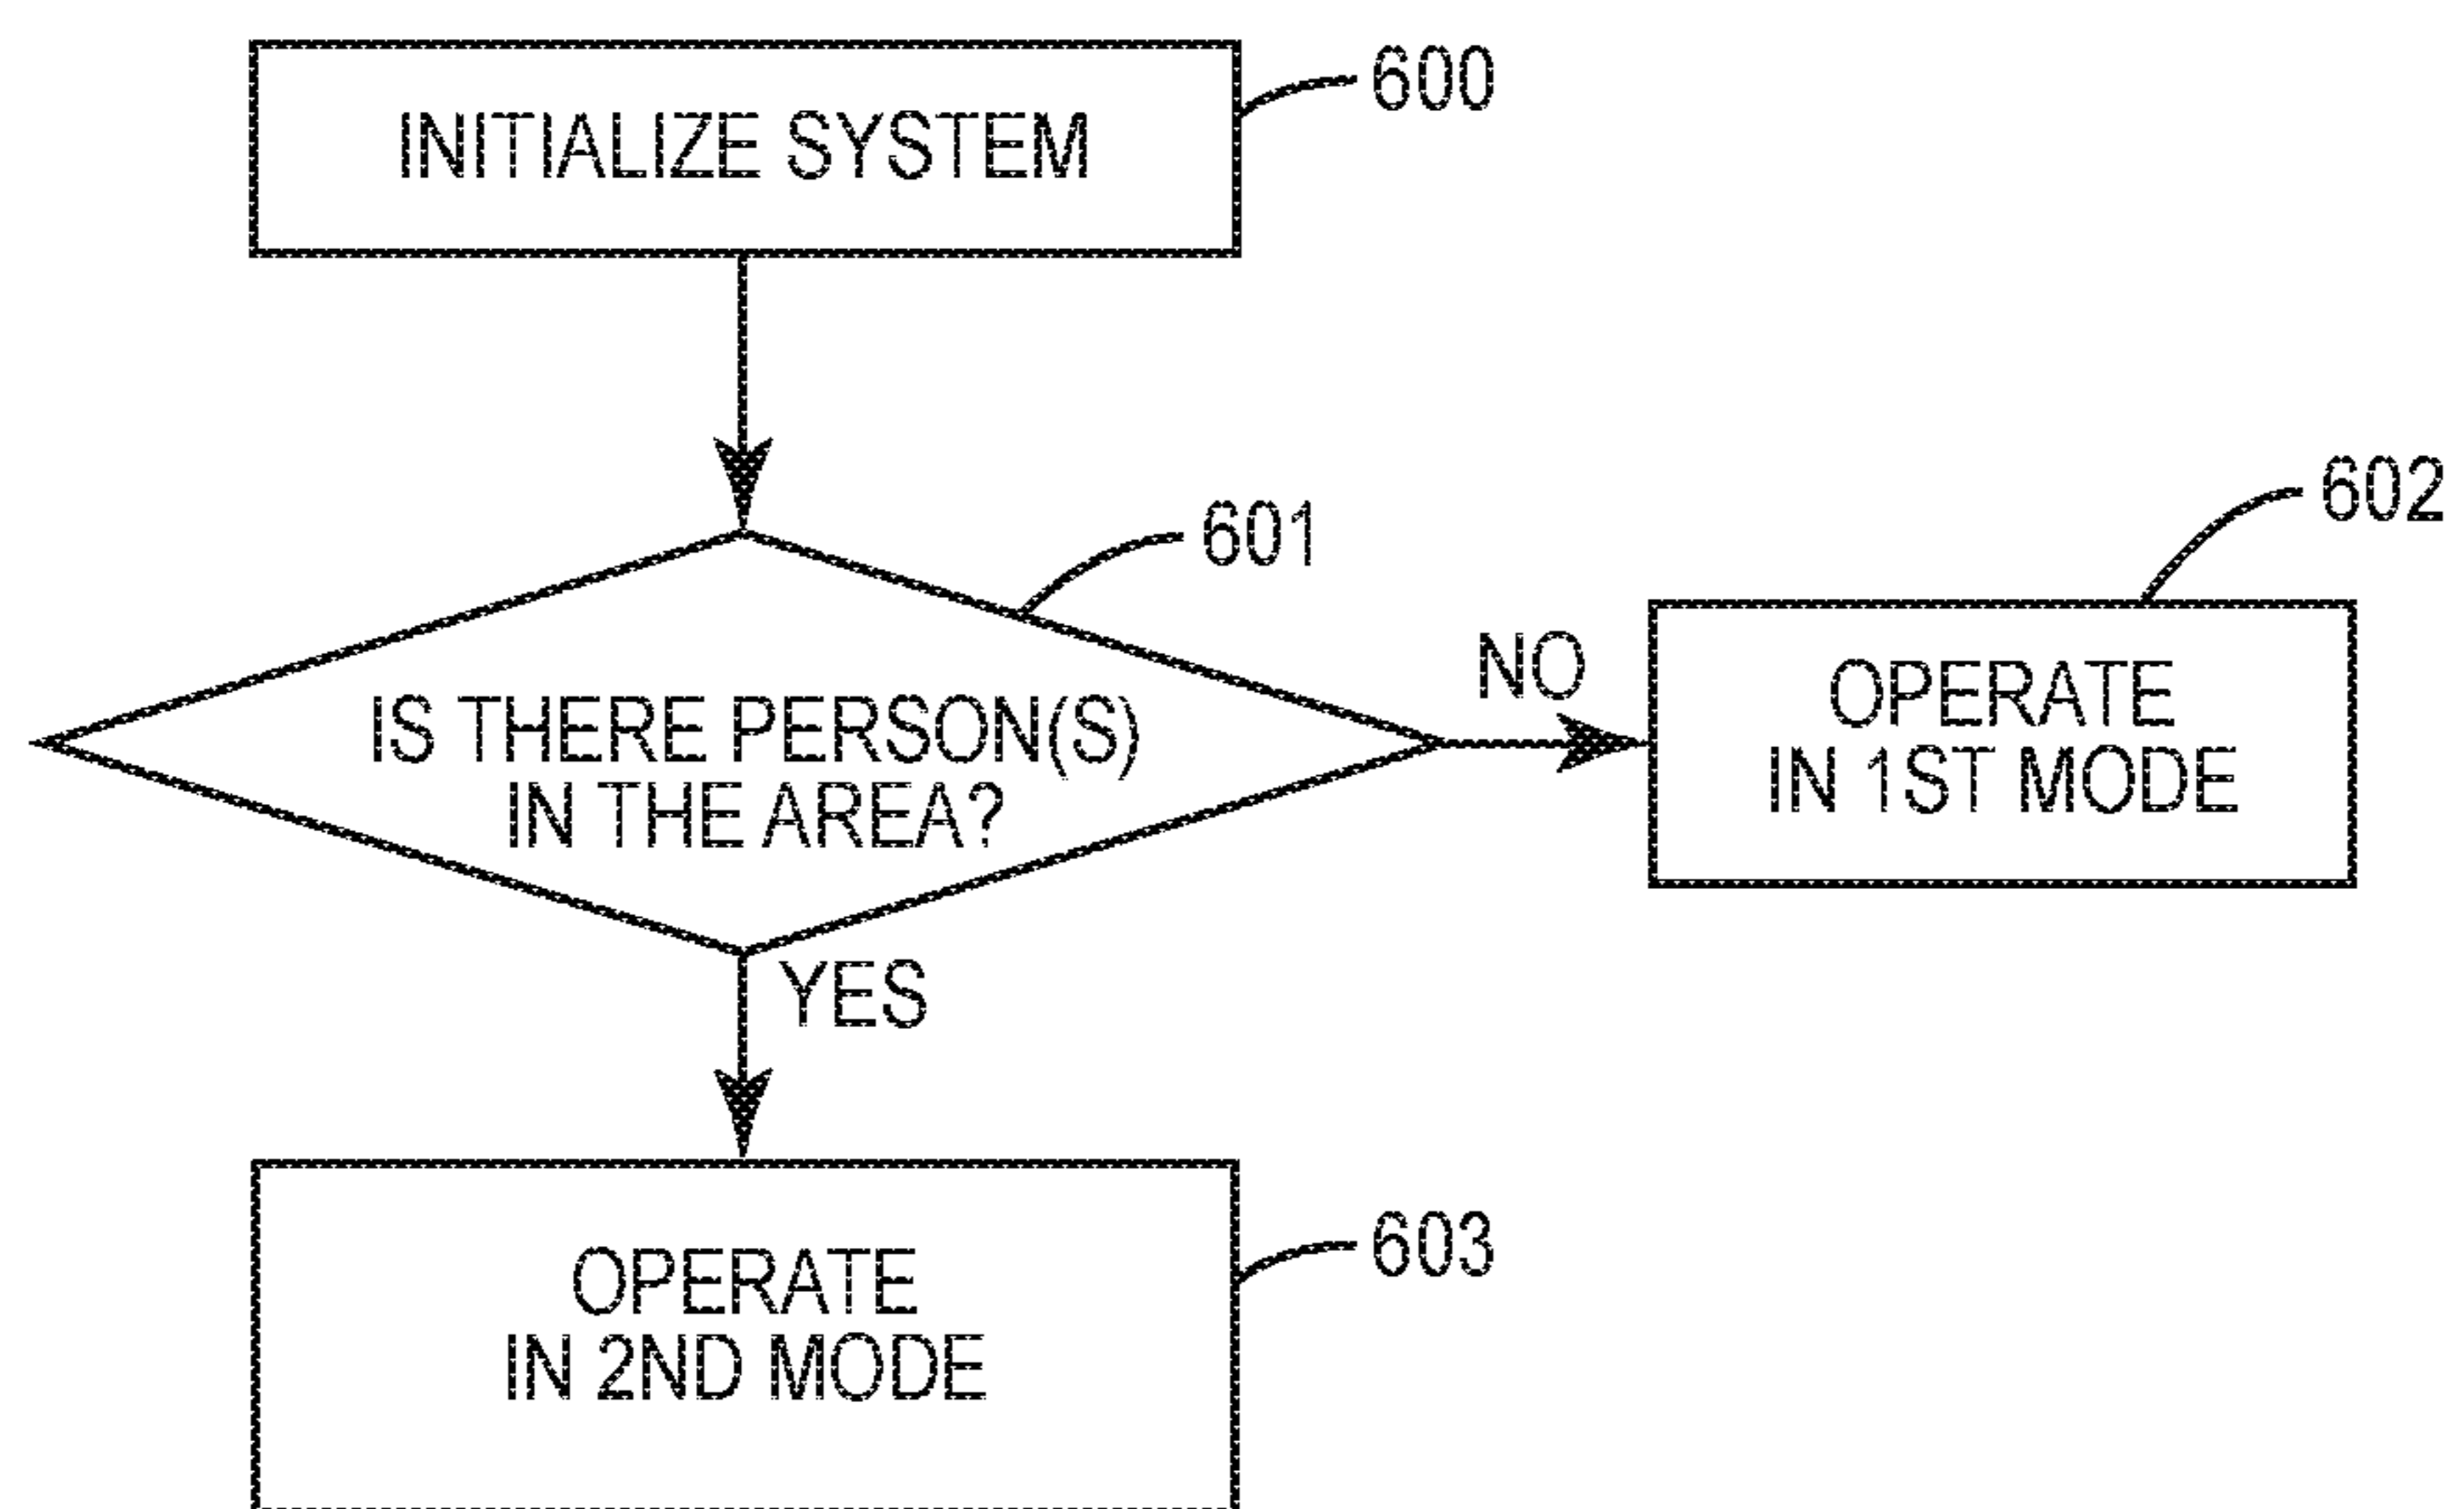 INITIALIZE SYSTEM
600
601
IS THERE PERSON(S)
IN THE AREA?
NO
602
OPERATE
IN 1ST MODE
YES
OPERATE
IN 2ND MODE
603